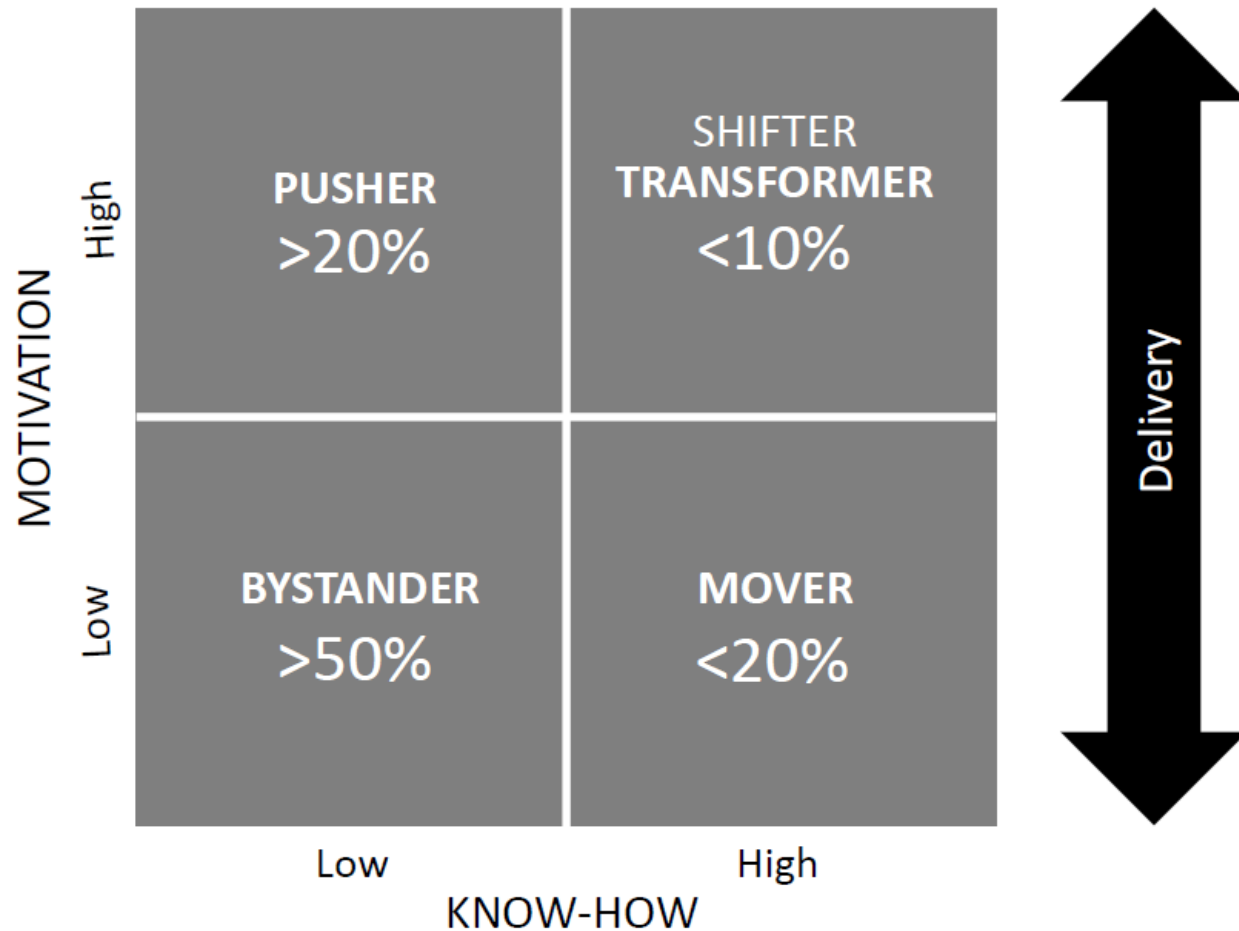 MOTIVATION
High
Low
PUSHER
>20%
SHIFTER
TRANSFORMER
<10%
BYSTANDER
>50%
MOVER
<20%
Low
High
KNOW-HOW
Delivery